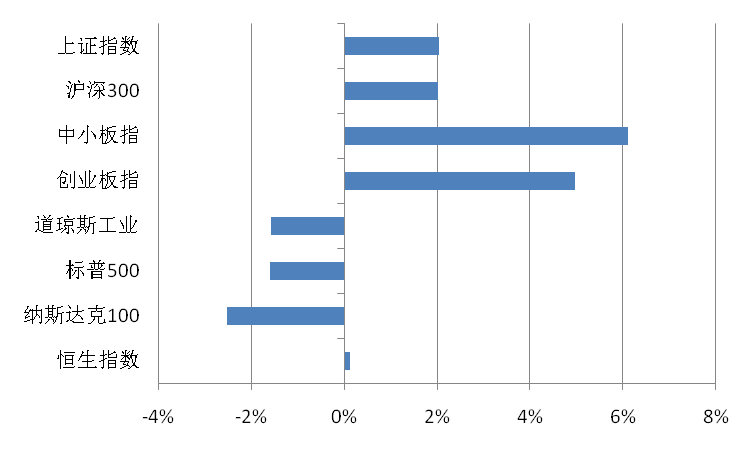 上证指数
沪深300
中小板指
创业板指
道琼斯工业
标普500
纳斯达克100
恒生指数
-4% -2% 0% 2% 4% 6% 8%